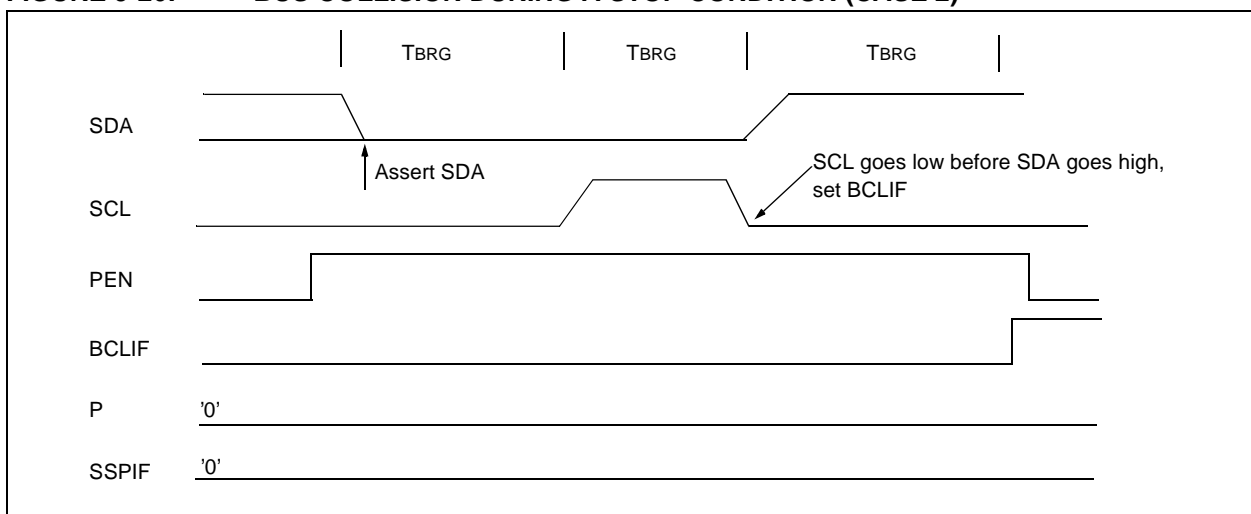 FIGURE BUS COLLISION DURING A STOP CONDITION (CASE 2)
TBRG TBRG TBRG
SDA
Assert SDA
SCL goes low before SDA goes high,
set BCLIF
SCL
PEN
BCLIF
P '0'
SSPIF '0'